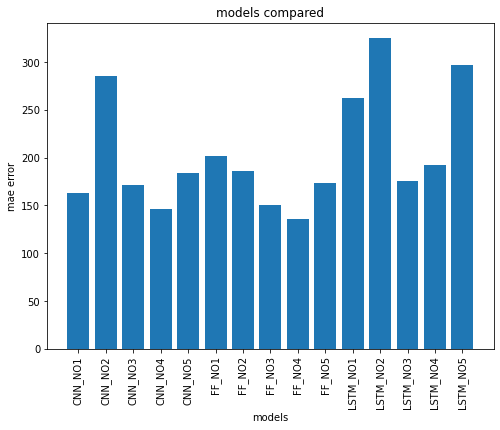 models compared
mae error
300
250
200
150
100
50
0
CNN_NO1
CNN_NO2
CNN_NO3
CNN_NO4
CNN_NO5
FF_NO1
FF_NO2
FF_NO3
FF_NO4
FF_NO5
LSTM_NO1
LSTM_NO2
LSTM_NO3
LSTM_NO4
LSTM_NO5
models